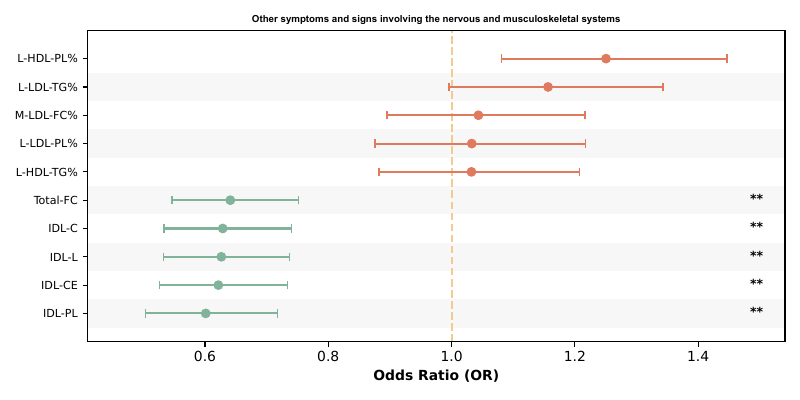 Other symptoms and signs involving the nervous and musculoskeletal systems
L-HDL-PL%
L-LDL-TG%
M-LDL-FC%
L-LDL-PL%
L-HDL-TG%
Total-FC **
IDL-C **
IDL-L **
IDL-CE **
IDL-PL **
0.6 0.8 1.0 1.2 1.4
Odds Ratio (OR)